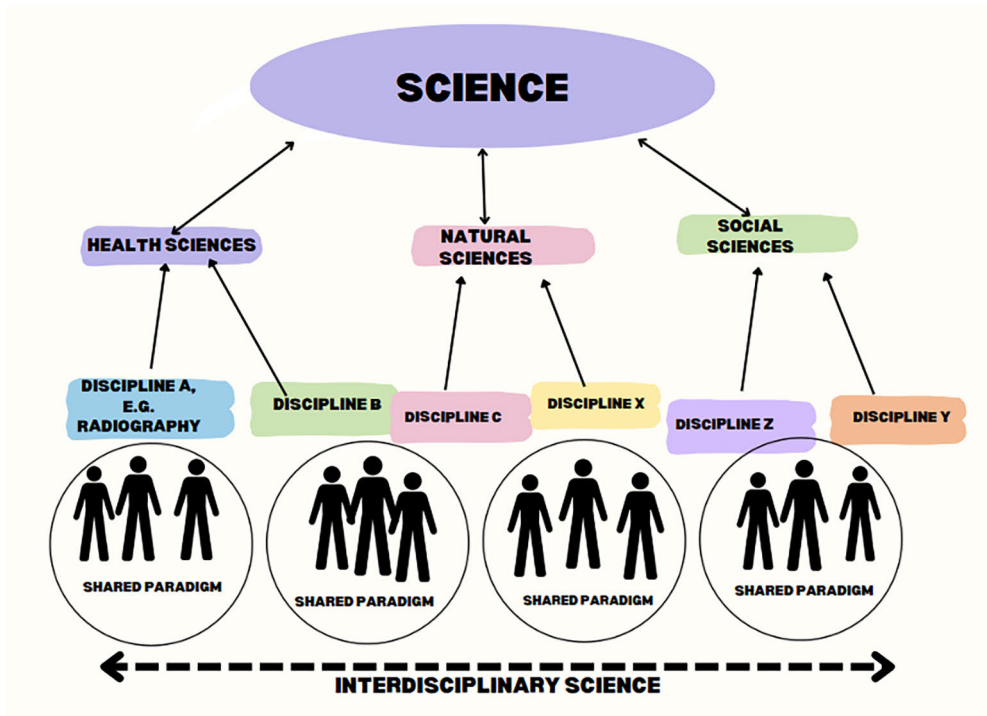 SCIENCE
HEALTH SCIENCES
NATURAL
SCIENCES
SOCIAL
SCIENCES
DISCIPLINE A,
E.G.
RADIOGRAPHY
DISCIPLINE B
DISCIPLINE C
DISCIPLINE X
DISCIPLINE Z
DISCIPLINE Y
SHARED PARADIGM
SHARED PARADIGM
SHARED PARADIGM
SHARED PARADIGM
INTERDISCIPLINARY SCIENCE